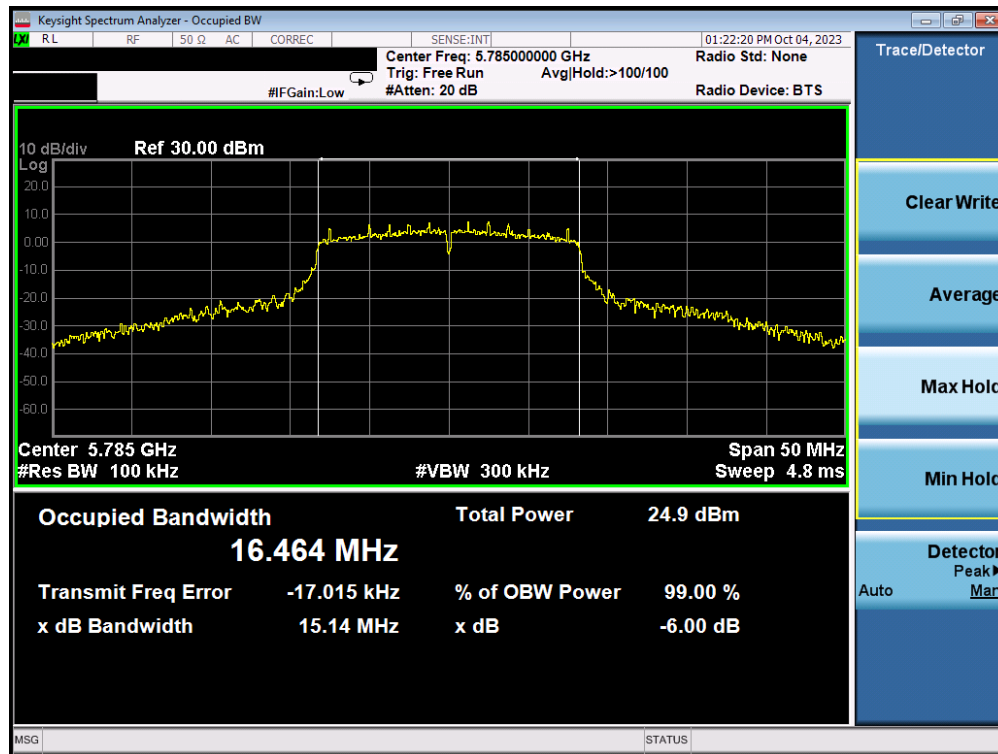 Keysight Spectrum Analyzer - Occupied BW
LXI RL RF 50 Ω AC CORREC SENSE:INT 01:22:20 PM Oct 04, 2023
Center Freq: 5.785000000 GHz Radio Std: None
Trig: Free Run Avg|Hold:>100/100
#IFGain:Low #Atten: 20 dB Radio Device: BTS
10 dB/div Ref 30.00 dBm
Log
20.0
10.0
0.00
-10.0
-20.0
-30.0
-40.0
-50.0
-60.0
Center 5.785 GHz Span 50 MHz
#Res BW 100 kHz #VBW 300 kHz Sweep 4.8 ms
Occupied Bandwidth Total Power 24.9 dBm
16.464 MHz
Transmit Freq Error -17.015 kHz % of OBW Power 99.00 %
x dB Bandwidth 15.14 MHz x dB -6.00 dB
MSG STATUS
Trace/Detector
Clear Write
Average
Max Hold
Min Hold
Detector
Peak▶
Auto Man